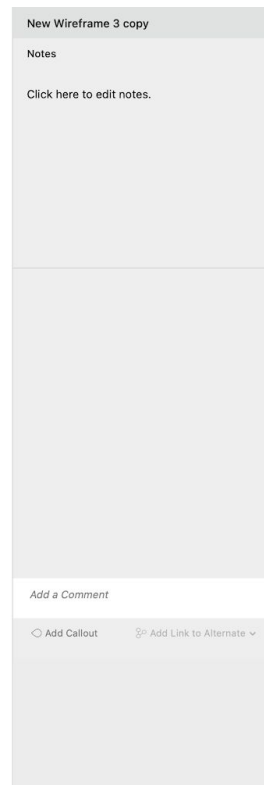 New Wireframe 3 copy
Notes
Click here to edit notes.
Add a Comment
Add Callout Add Link to Alternate